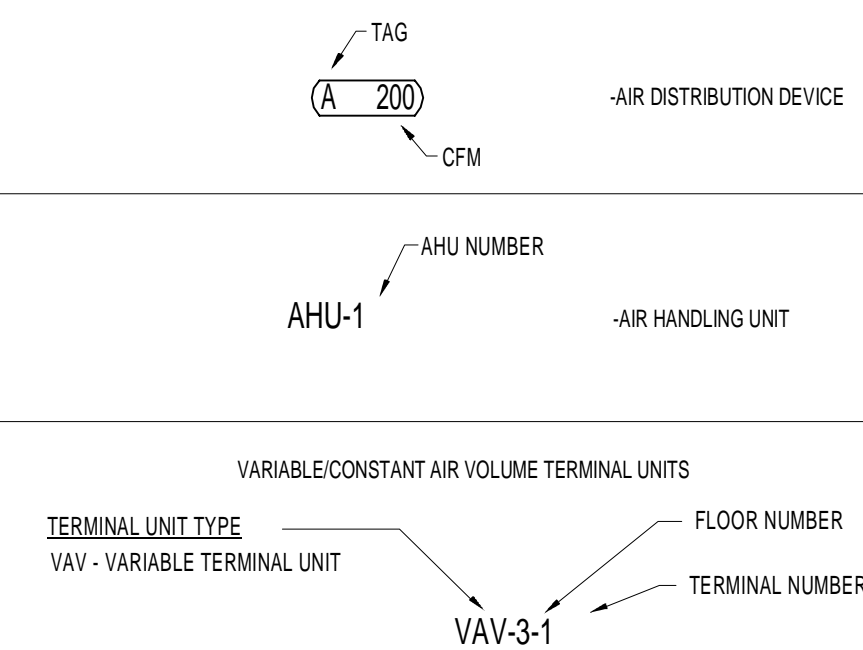 TAG
A 200
-AIR DISTRIBUTION DEVICE
CFM
AHU NUMBER
AHU-1
-AIR HANDLING UNIT
VARIABLE/CONSTANT AIR VOLUME TERMINAL UNITS
TERMINAL UNIT TYPE
VAV - VARIABLE TERMINAL UNIT
FLOOR NUMBER
TERMINAL NUMBER
VAV-3-1